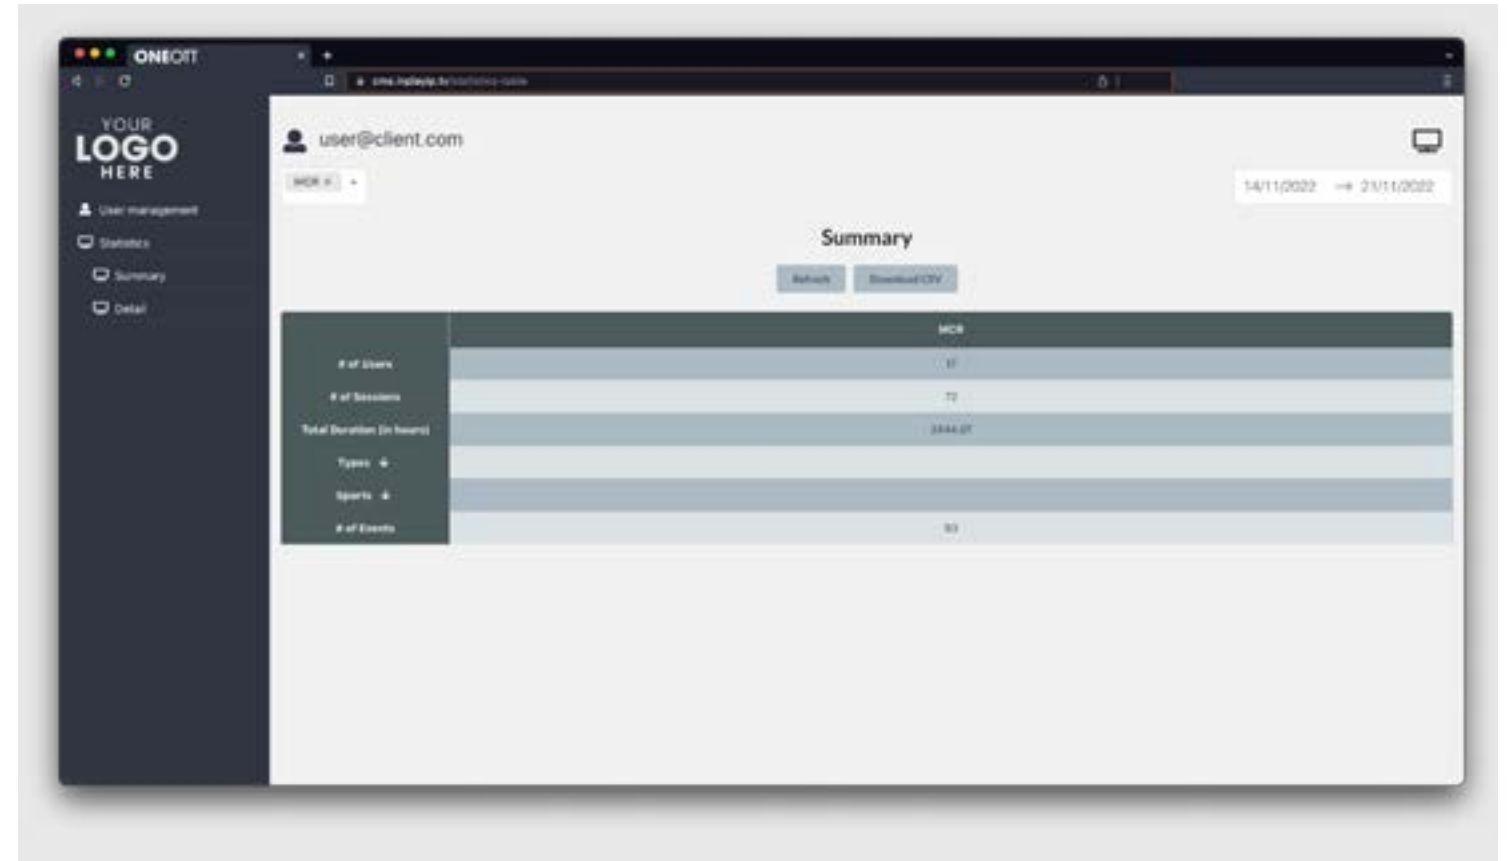 ONEOTT
YOUR
LOGO
HERE
user@client.com
MCR × +
14/11/2022 → 21/11/2022
User management
Statistics
Summary
Detail
Summary
Refresh Download CSV
MCR
# of Users 17
# of Sessions 72
Total Duration (in hours)
Types ↓
Sports ↓
# of Events